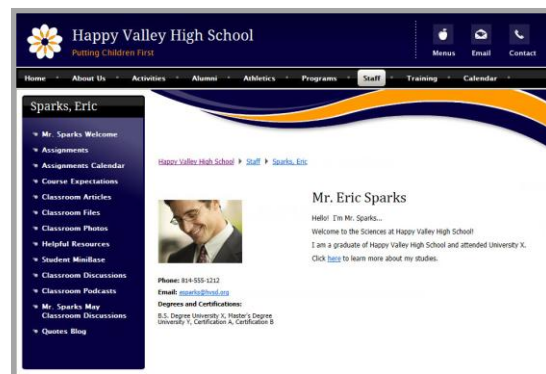 Happy Valley High School
Putting Children First
Menus Email Contact
Home About Us Activities Alumni Athletics Programs Staff Training Calendar
Sparks, Eric
Mr. Sparks Welcome
Assignments
Assignments Calendar
Course Expectations
Classroom Articles
Classroom Files
Classroom Photos
Helpful Resources
Student MiniBase
Classroom Discussions
Classroom Podcasts
Mr. Sparks May
Classroom Discussions
Quotes Blog
Happy Valley High School Staff Sparks, Eric
Mr. Eric Sparks
Hello! I'm Mr. Sparks...
Welcome to the Sciences at Happy Valley High School!
I am a graduate of Happy Valley High School and attended University X.
Click here to learn more about my studies.
Phone: 814-555-1212
Email: esparks@hvsd.org
Degrees and Certifications:
B.S. Degree University X, Master's Degree
University Y, Certification A, Certification B